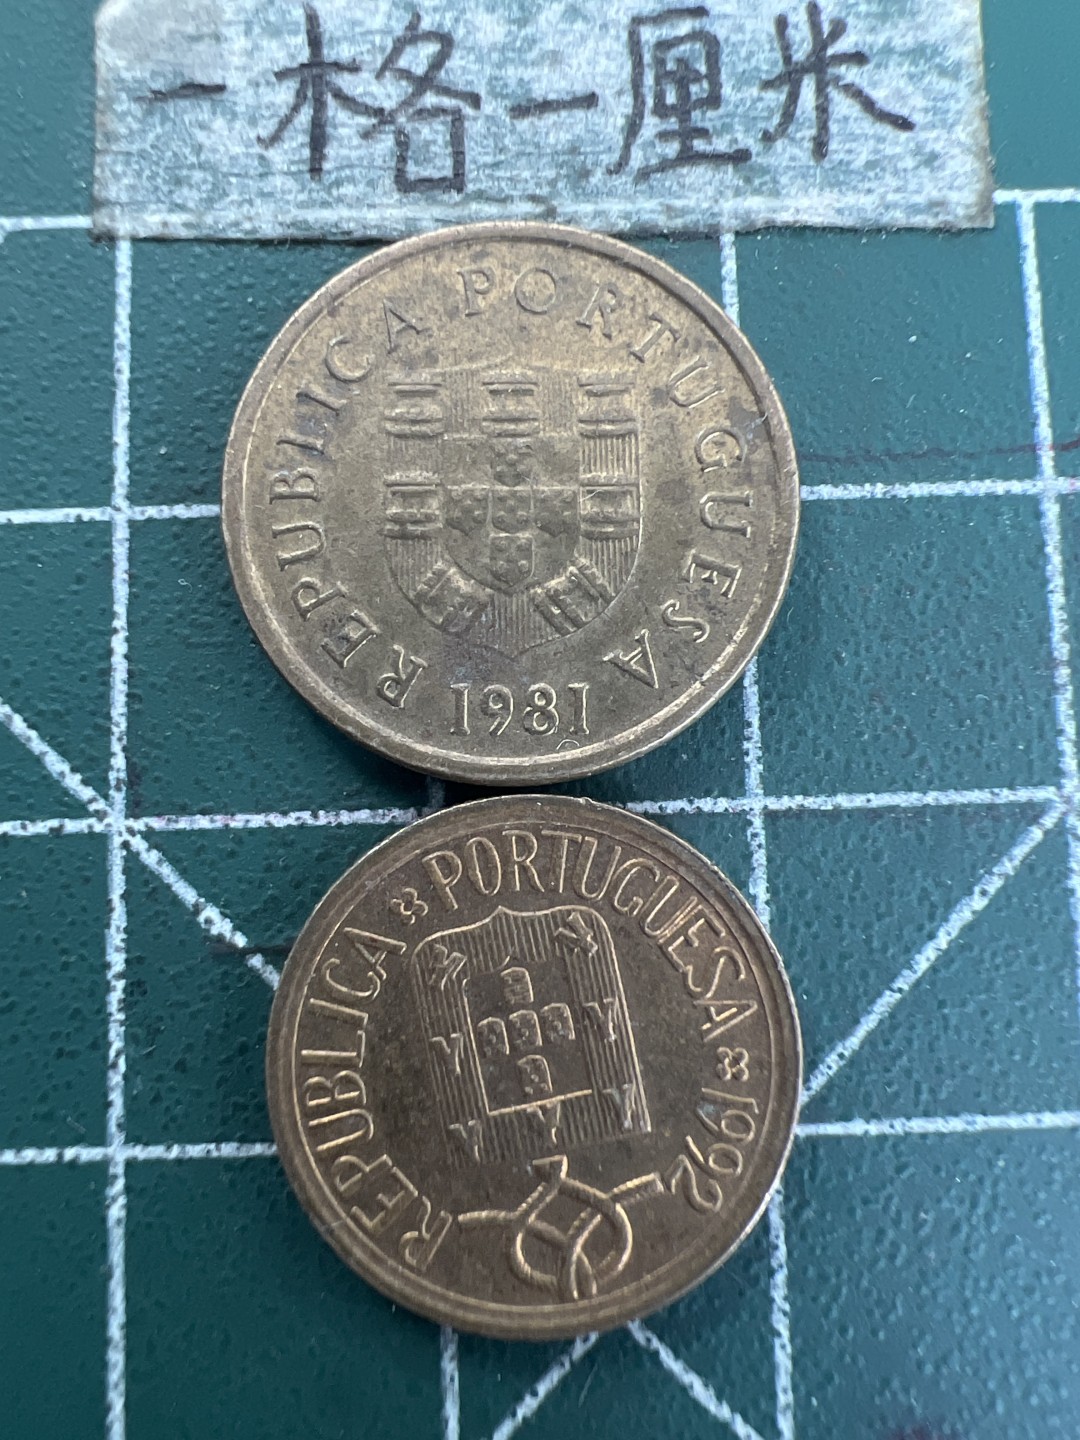 一格一厘米
REPUBLICA PORTUGUESA
1981
REPUBLICA PORTUGUESA 1992